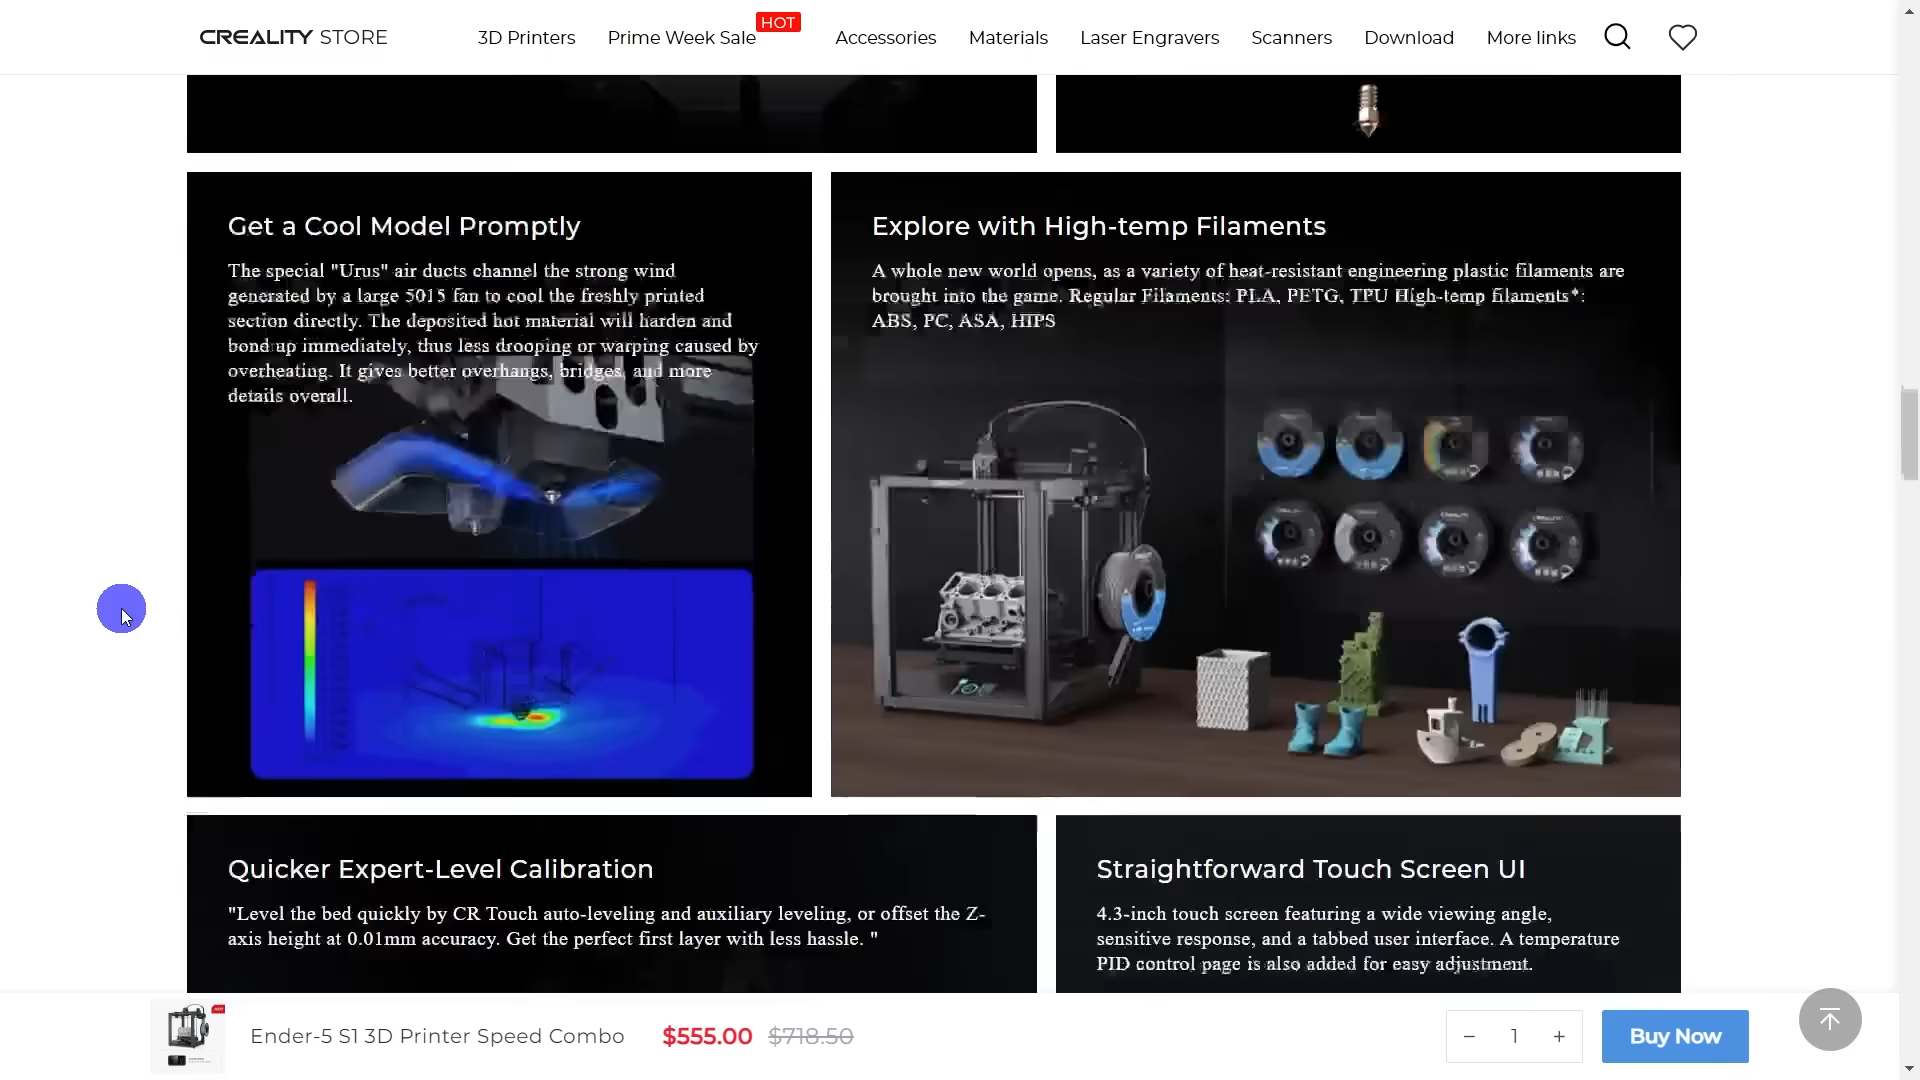 CREALITY STORE
3D Printers
Prime Week Sale
HOT
Accessories
Materials
Laser Engravers
Scanners
Download
More links
Get a Cool Model Promptly
The special "Urus" air ducts channel the strong wind
generated by a large 5015 fan to cool the freshly printed
section directly. The deposited hot material will harden and
bond up immediately, thus less drooping or warping caused by
overheating. It gives better overhangs, bridges, and more
details overall.
Explore with High-temp Filaments
A whole new world opens, as a variety of heat-resistant engineering plastic filaments are
brought into the game. Regular Filaments: PLA, PETG, TPU High-temp filaments*:
ABS, PC, ASA, HIPS
Quicker Expert-Level Calibration
"Level the bed quickly by CR Touch auto-leveling and auxiliary leveling, or offset the Z-
axis height at 0.01mm accuracy. Get the perfect first layer with less hassle. "
Straightforward Touch Screen UI
4.3-inch touch screen featuring a wide viewing angle,
sensitive response, and a tabbed user interface. A temperature
PID control page is also added for easy adjustment.
Ender-5 S1 3D Printer Speed Combo
$555.00 $718.50
− 1 +
Buy Now